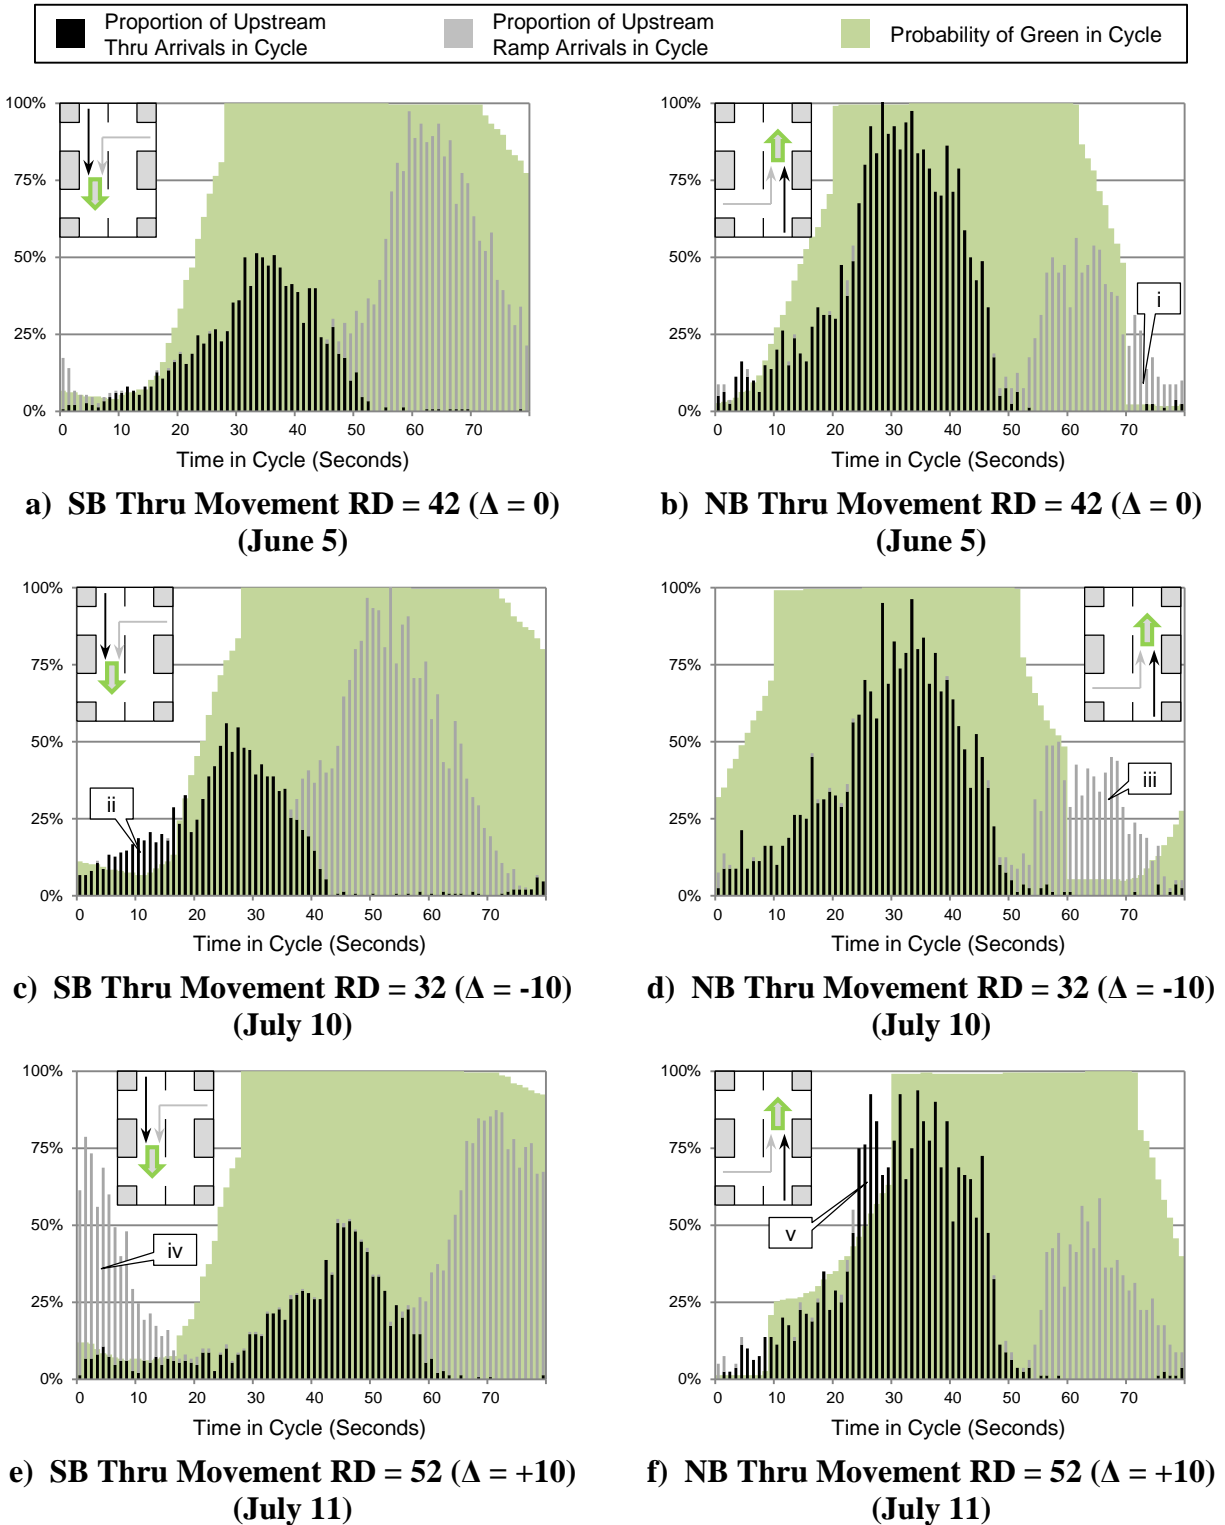 Proportion of Upstream
Thru Arrivals in Cycle
Proportion of Upstream
Ramp Arrivals in Cycle
Probability of Green in Cycle
100%
75%
50%
25%
0%
0 10 20 30 40 50 60 70
Time in Cycle (Seconds)
a) SB Thru Movement RD = 42 (Δ = 0)
(June 5)
100%
75%
50%
25%
0%
i
0 10 20 30 40 50 60 70
Time in Cycle (Seconds)
b) NB Thru Movement RD = 42 (Δ = 0)
(June 5)
100%
75%
50%
25%
0%
ii
0 10 20 30 40 50 60 70
Time in Cycle (Seconds)
c) SB Thru Movement RD = 32 (Δ = -10)
(July 10)
100%
75%
50%
25%
0%
iii
0 10 20 30 40 50 60 70
Time in Cycle (Seconds)
d) NB Thru Movement RD = 32 (Δ = -10)
(July 10)
100%
75%
50%
25%
0%
iv
0 10 20 30 40 50 60 70
Time in Cycle (Seconds)
e) SB Thru Movement RD = 52 (Δ = +10)
(July 11)
100%
75%
50%
25%
0%
v
0 10 20 30 40 50 60 70
Time in Cycle (Seconds)
f) NB Thru Movement RD = 52 (Δ = +10)
(July 11)